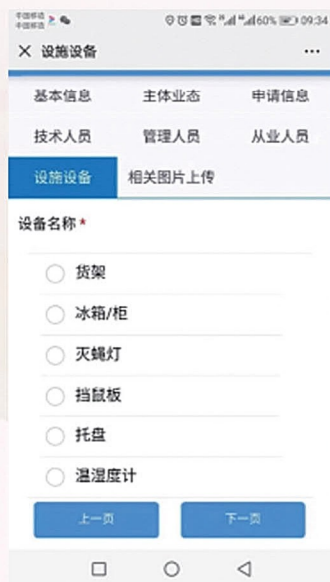 中国移动
中国移动
60% 09:34
设施设备
基本信息 主体业态 申请信息
技术人员 管理人员 从业人员
设施设备 相关图片上传
设备名称 *
货架
冰箱/柜
灭蝇灯
挡鼠板
托盘
温湿度计
上一页 下一页